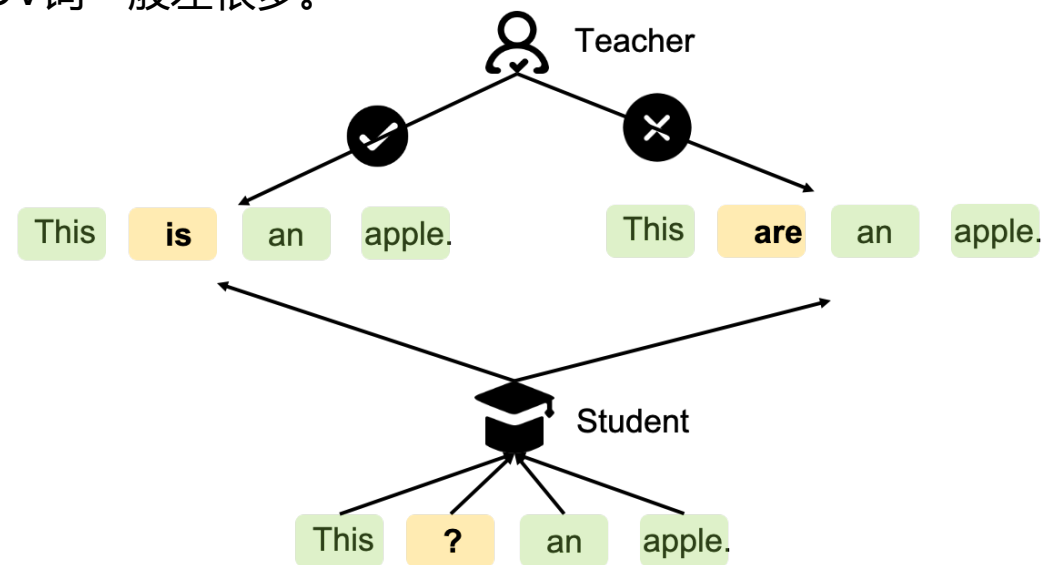 Teacher
This is an apple. This are an apple.
Student
This ? an apple.